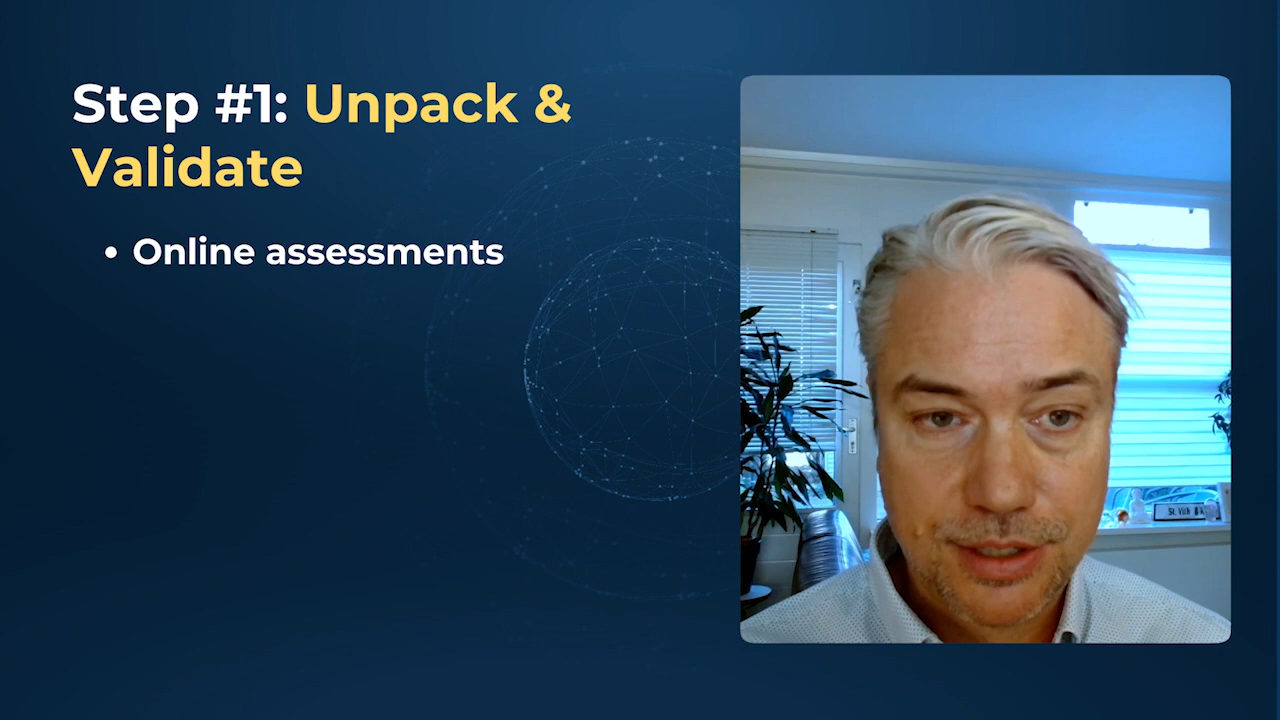 Step #1: Unpack &
Validate
• Online assessments